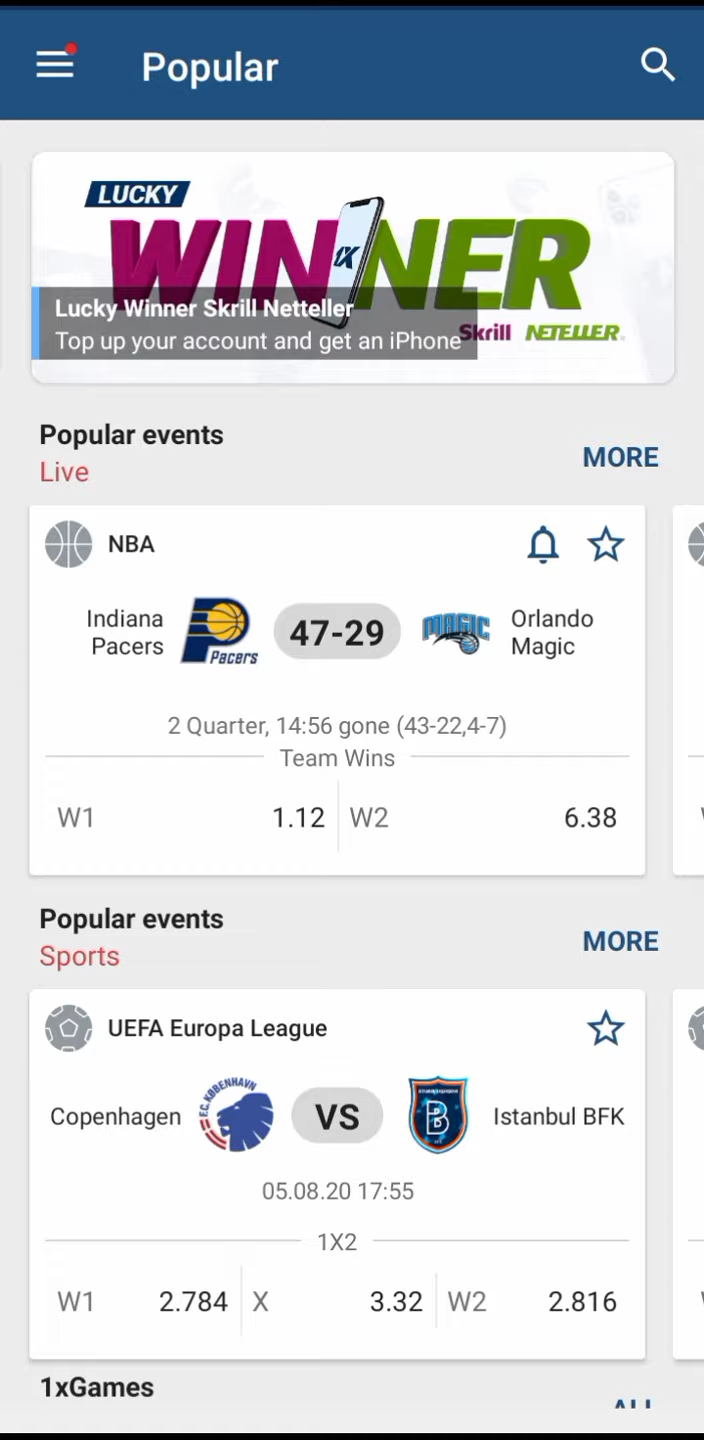 Popular
LUCKY
WINNER
1X
Lucky Winner Skrill Netteller
Top up your account and get an iPhone
Skrill NETELLER
Popular events
Live
MORE
NBA
Indiana
Pacers
Pacers
47-29
MAGIC
Orlando
Magic
2 Quarter, 14:56 gone (43-22,4-7)
Team Wins
W1 1.12 W2 6.38
Popular events
Sports
MORE
UEFA Europa League
Copenhagen
F.C. KØBENHAVN
VS
B
Istanbul BFK
05.08.20 17:55
1X2
W1 2.784 X 3.32 W2 2.816
1xGames
ALL